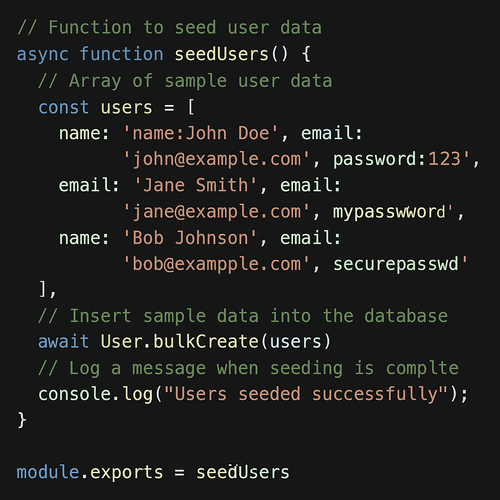 // Function to seed user data
async function seedUsers() {
// Array of sample user data
const users = [
name: 'name:John Doe', email:
'john@example.com', password:123',
email: 'Jane Smith', email:
'jane@example.com', mypasswword',
name: 'Bob Johnson', email:
'bob@exampple.com', securepasswd'
],
// Insert sample data into the database
await User.bulkCreate(users)
// Log a message when seeding is complte
console.log("Users seeded successfully");
}
module.exports = seedUsers